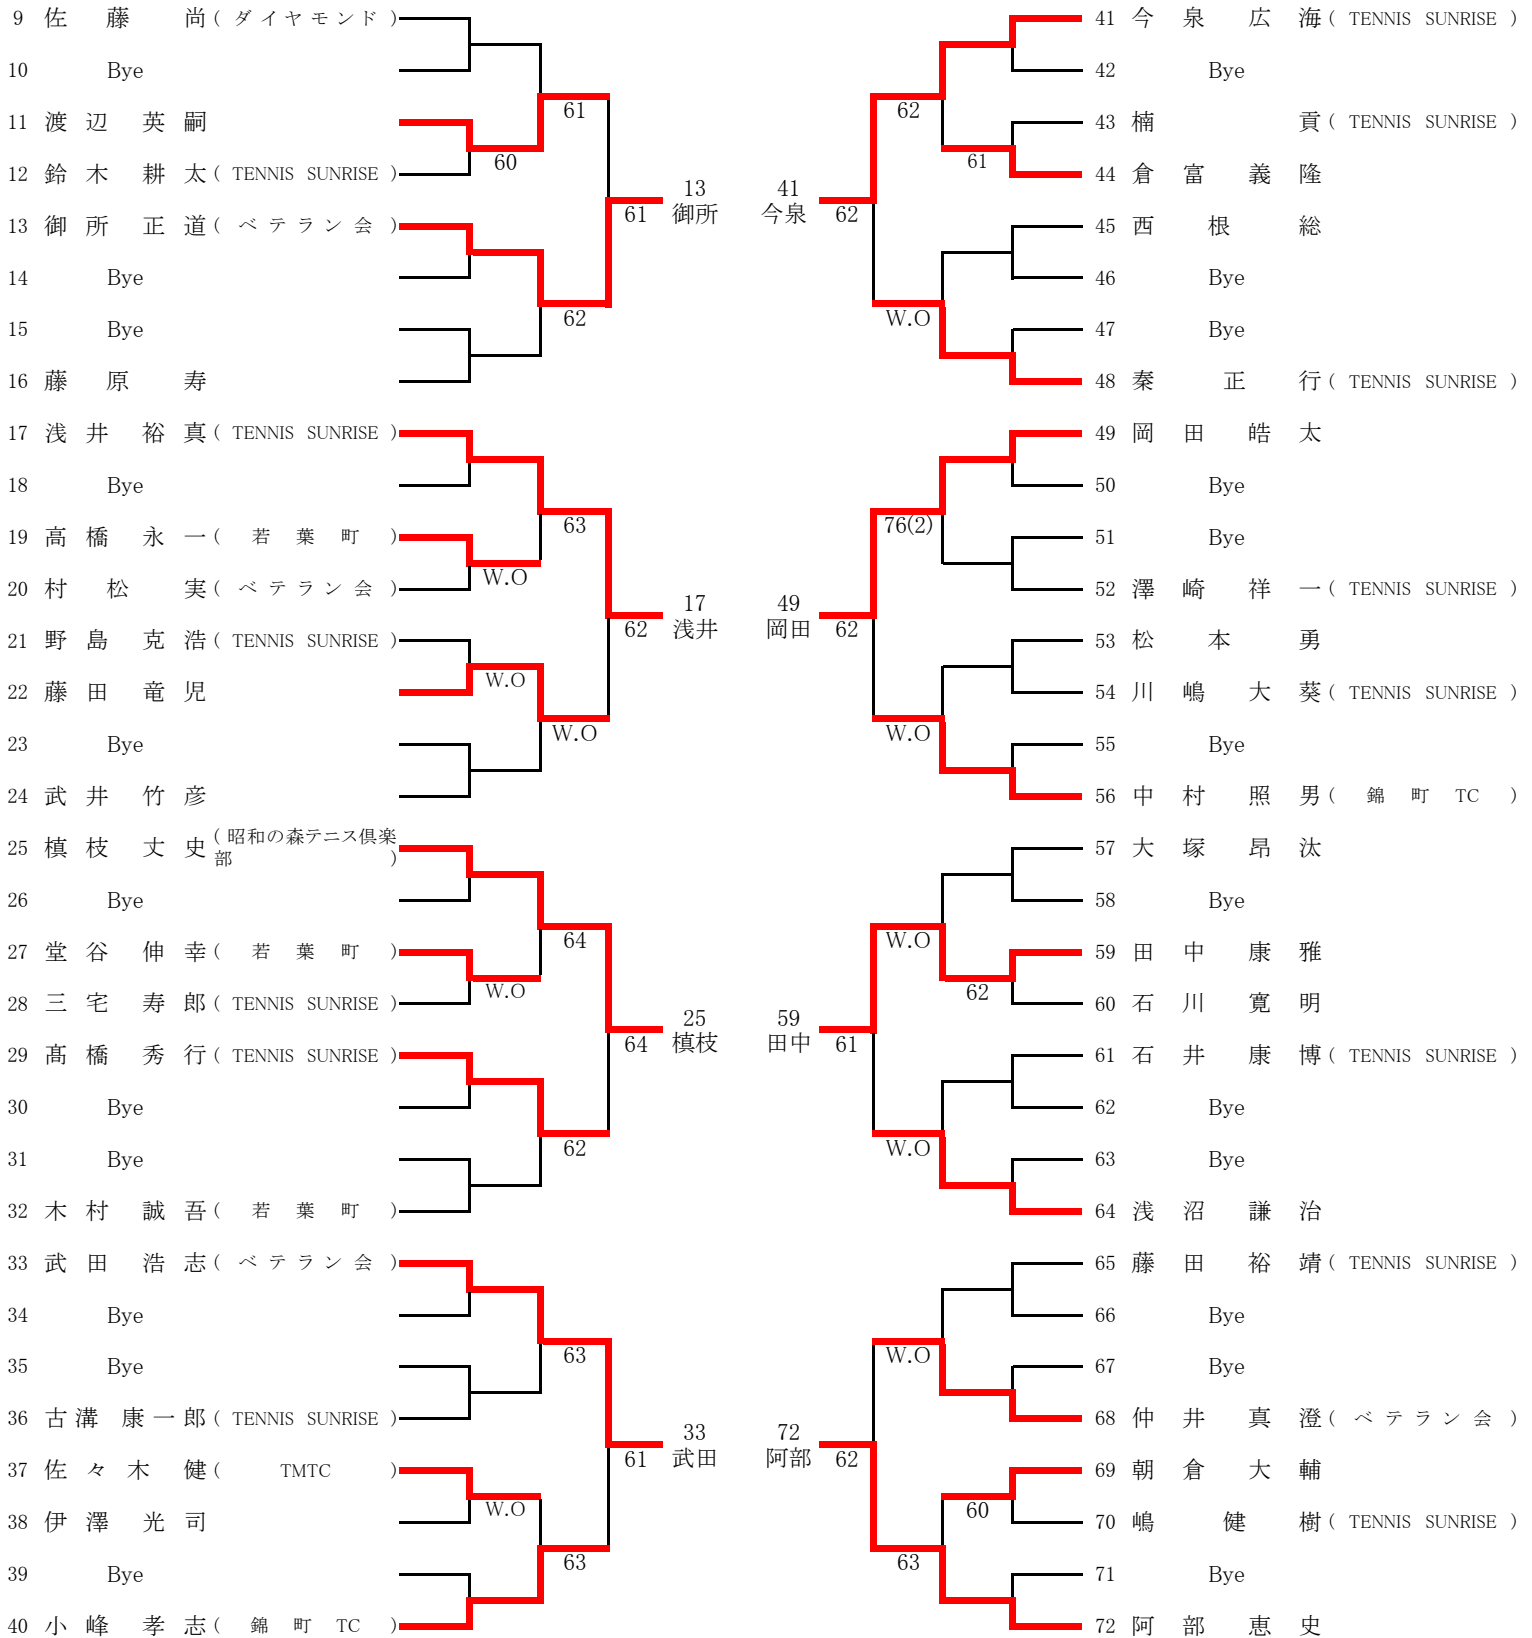 9 佐藤 尚 ( ダイヤモンド )
10 Bye
61
11 渡辺 英嗣
60
12 鈴木 耕太 ( TENNIS SUNRISE )
13
61 御所
13 御所 正道 ( ベテラン会 )
14 Bye
62
15 Bye
16 藤原 寿
17 浅井 裕真 ( TENNIS SUNRISE )
18 Bye
63
19 高橋 永一 ( 若葉町 )
W.O
20 村松 実 ( ベテラン会 )
17
62 浅井
21 野島 克浩 ( TENNIS SUNRISE )
W.O
22 藤田 竜児
W.O
23 Bye
24 武井 竹彦
25 槙枝 丈史 ( 昭和の森テニス倶楽
部 )
26 Bye
64
27 堂谷 伸幸 ( 若葉町 )
W.O
28 三宅 寿郎 ( TENNIS SUNRISE )
25
64 槙枝
29 髙橋 秀行 ( TENNIS SUNRISE )
30 Bye
62
31 Bye
32 木村 誠吾 ( 若葉町 )
33 武田 浩志 ( ベテラン会 )
34 Bye
63
35 Bye
36 古溝 康一郎 ( TENNIS SUNRISE )
33
61 武田
37 佐々木 健 ( TMTC )
W.O
38 伊澤 光司
63
39 Bye
40 小峰 孝志 ( 錦町TC )
41 今泉 広海 ( TENNIS SUNRISE )
42 Bye
62
43 楠 貢 ( TENNIS SUNRISE )
61
44 倉富 義隆
41
今泉 62
45 西根 総
46 Bye
W.O
47 Bye
48 秦 正行 ( TENNIS SUNRISE )
49 岡田 皓太
50 Bye
76(2)
51 Bye
52 澤崎 祥一 ( TENNIS SUNRISE )
49
岡田 62
53 松本 勇
54 川嶋 大葵 ( TENNIS SUNRISE )
W.O
55 Bye
56 中村 照男 ( 錦町TC )
57 大塚 昂汰
58 Bye
W.O
59 田中 康雅
62
60 石川 寛明
59
田中 61
61 石井 康博 ( TENNIS SUNRISE )
62 Bye
W.O
63 Bye
64 浅沼 謙治
65 藤田 裕靖 ( TENNIS SUNRISE )
66 Bye
W.O
67 Bye
68 仲井 真澄 ( ベテラン会 )
72
阿部 62
69 朝倉 大輔
60
70 嶋 健樹 ( TENNIS SUNRISE )
63
71 Bye
72 阿部 恵史